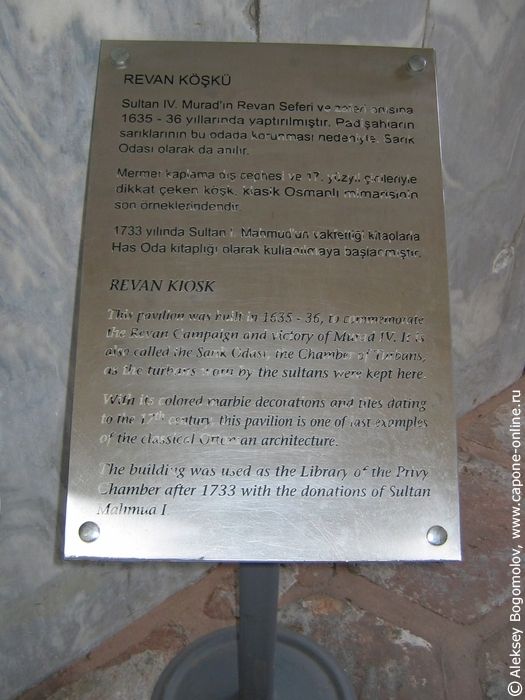 REVAN KÖŞKÜ
Sultan IV. Murad'ın Revan Seferi ve zaferi anısına
1635 - 36 yıllarında yaptırılmıştır. Padişahların
sarıklarının bu odada korunması nedeniyle, Sarık
Odası olarak da anılır.
Mermer kaplama dış cephesi ve 17. yüzyıl çinileriyle
dikkat çeken köşk, klasik Osmanlı mimarisinin
son örneklerindendir.
1733 yılında Sultan I. Mahmud'un vakfettiği kitaplarla
Has Oda kitaplığı olarak kullanılmaya başlanmıştır.
REVAN KIOSK
This pavilion was built in 1635 - 36, to commemorate
the Revan Campaign and victory of Murad IV. It is
also called the Sarık Odası, the Chamber of Turbans,
as the turbans worn by the sultans were kept here.
With its colored marble decorations and tiles dating
to the 17th century, this pavilion is one of last examples
of the classical Ottoman architecture.
The building was used as the Library of the Privy
Chamber after 1733 with the donations of Sultan
Mahmud I
© Aleksey Bogomolov, www.capone-online.ru